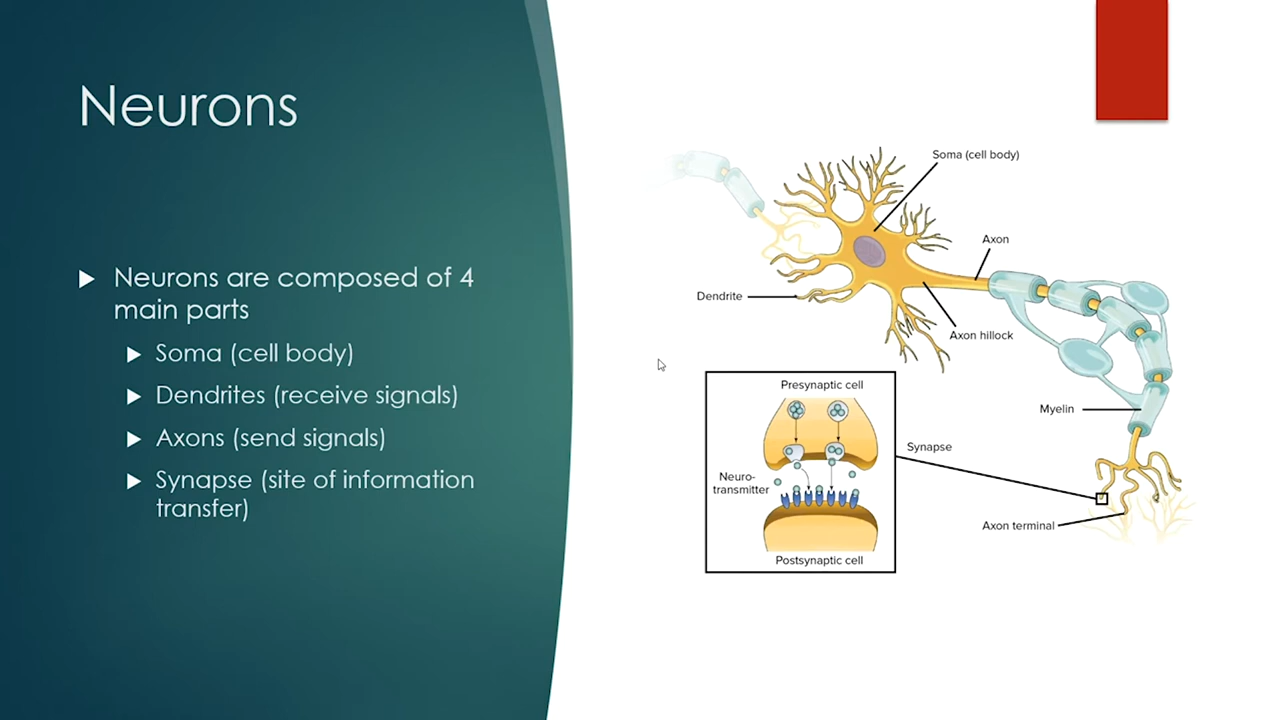 Neurons
Neurons are composed of 4
main parts
Soma (cell body)
Dendrites (receive signals)
Axons (send signals)
Synapse (site of information
transfer)
Soma (cell body)
Axon
Dendrite
Axon hillock
Presynaptic cell
Myelin
Synapse
Neuro-
transmitter
Axon terminal
Postsynaptic cell